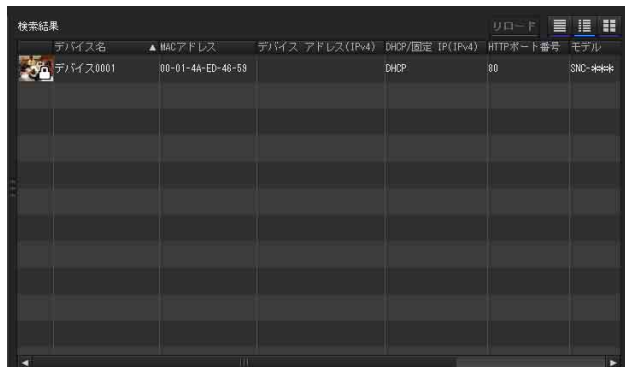 検索結果 リロード
デバイス名 ▲ MACアドレス デバイス アドレス(IPv4) DHCP/固定 IP(IPv4) HTTPポート番号 モデル
デバイス0001 00-01-4A-ED-46-59 DHCP 80 SNC-***